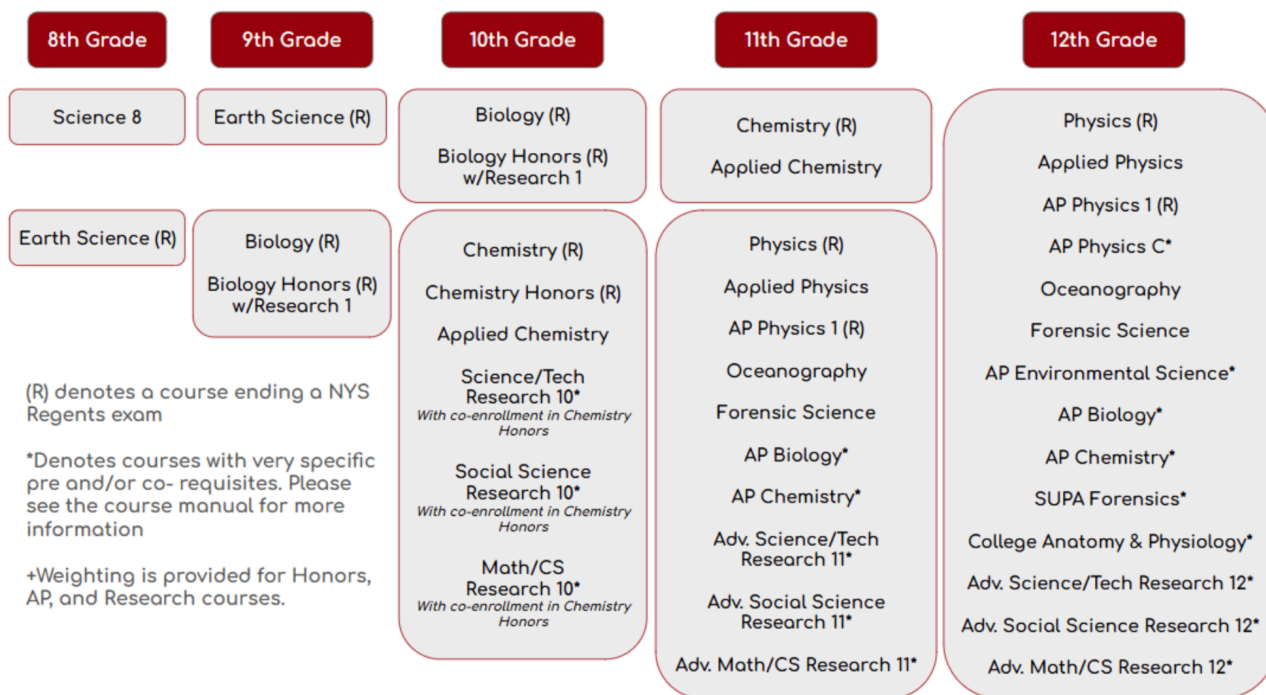 8th Grade
9th Grade
10th Grade
11th Grade
12th Grade
Science 8
Earth Science (R)
Biology (R)
Biology Honors (R)
w/Research 1
Chemistry (R)
Applied Chemistry
Earth Science (R)
Biology (R)
Biology Honors (R)
w/Research 1
Chemistry (R)
Chemistry Honors (R)
Applied Chemistry
Science/Tech
Research 10*
With co-enrollment in Chemistry
Honors
Social Science
Research 10*
With co-enrollment in Chemistry
Honors
Math/CS
Research 10*
With co-enrollment in Chemistry
Honors
Physics (R)
Applied Physics
AP Physics 1 (R)
Oceanography
Forensic Science
AP Biology*
AP Chemistry*
Adv. Science/Tech
Research 11*
Adv. Social Science
Research 11*
Adv. Math/CS Research 11*
Physics (R)
Applied Physics
AP Physics 1 (R)
AP Physics C*
Oceanography
Forensic Science
AP Environmental Science*
AP Biology*
AP Chemistry*
SUPA Forensics*
College Anatomy & Physiology*
Adv. Science/Tech Research 12*
Adv. Social Science Research 12*
Adv. Math/CS Research 12*
(R) denotes a course ending a NYS
Regents exam
*Denotes courses with very specific
pre and/or co- requisites. Please
see the course manual for more
information
+Weighting is provided for Honors,
AP, and Research courses.